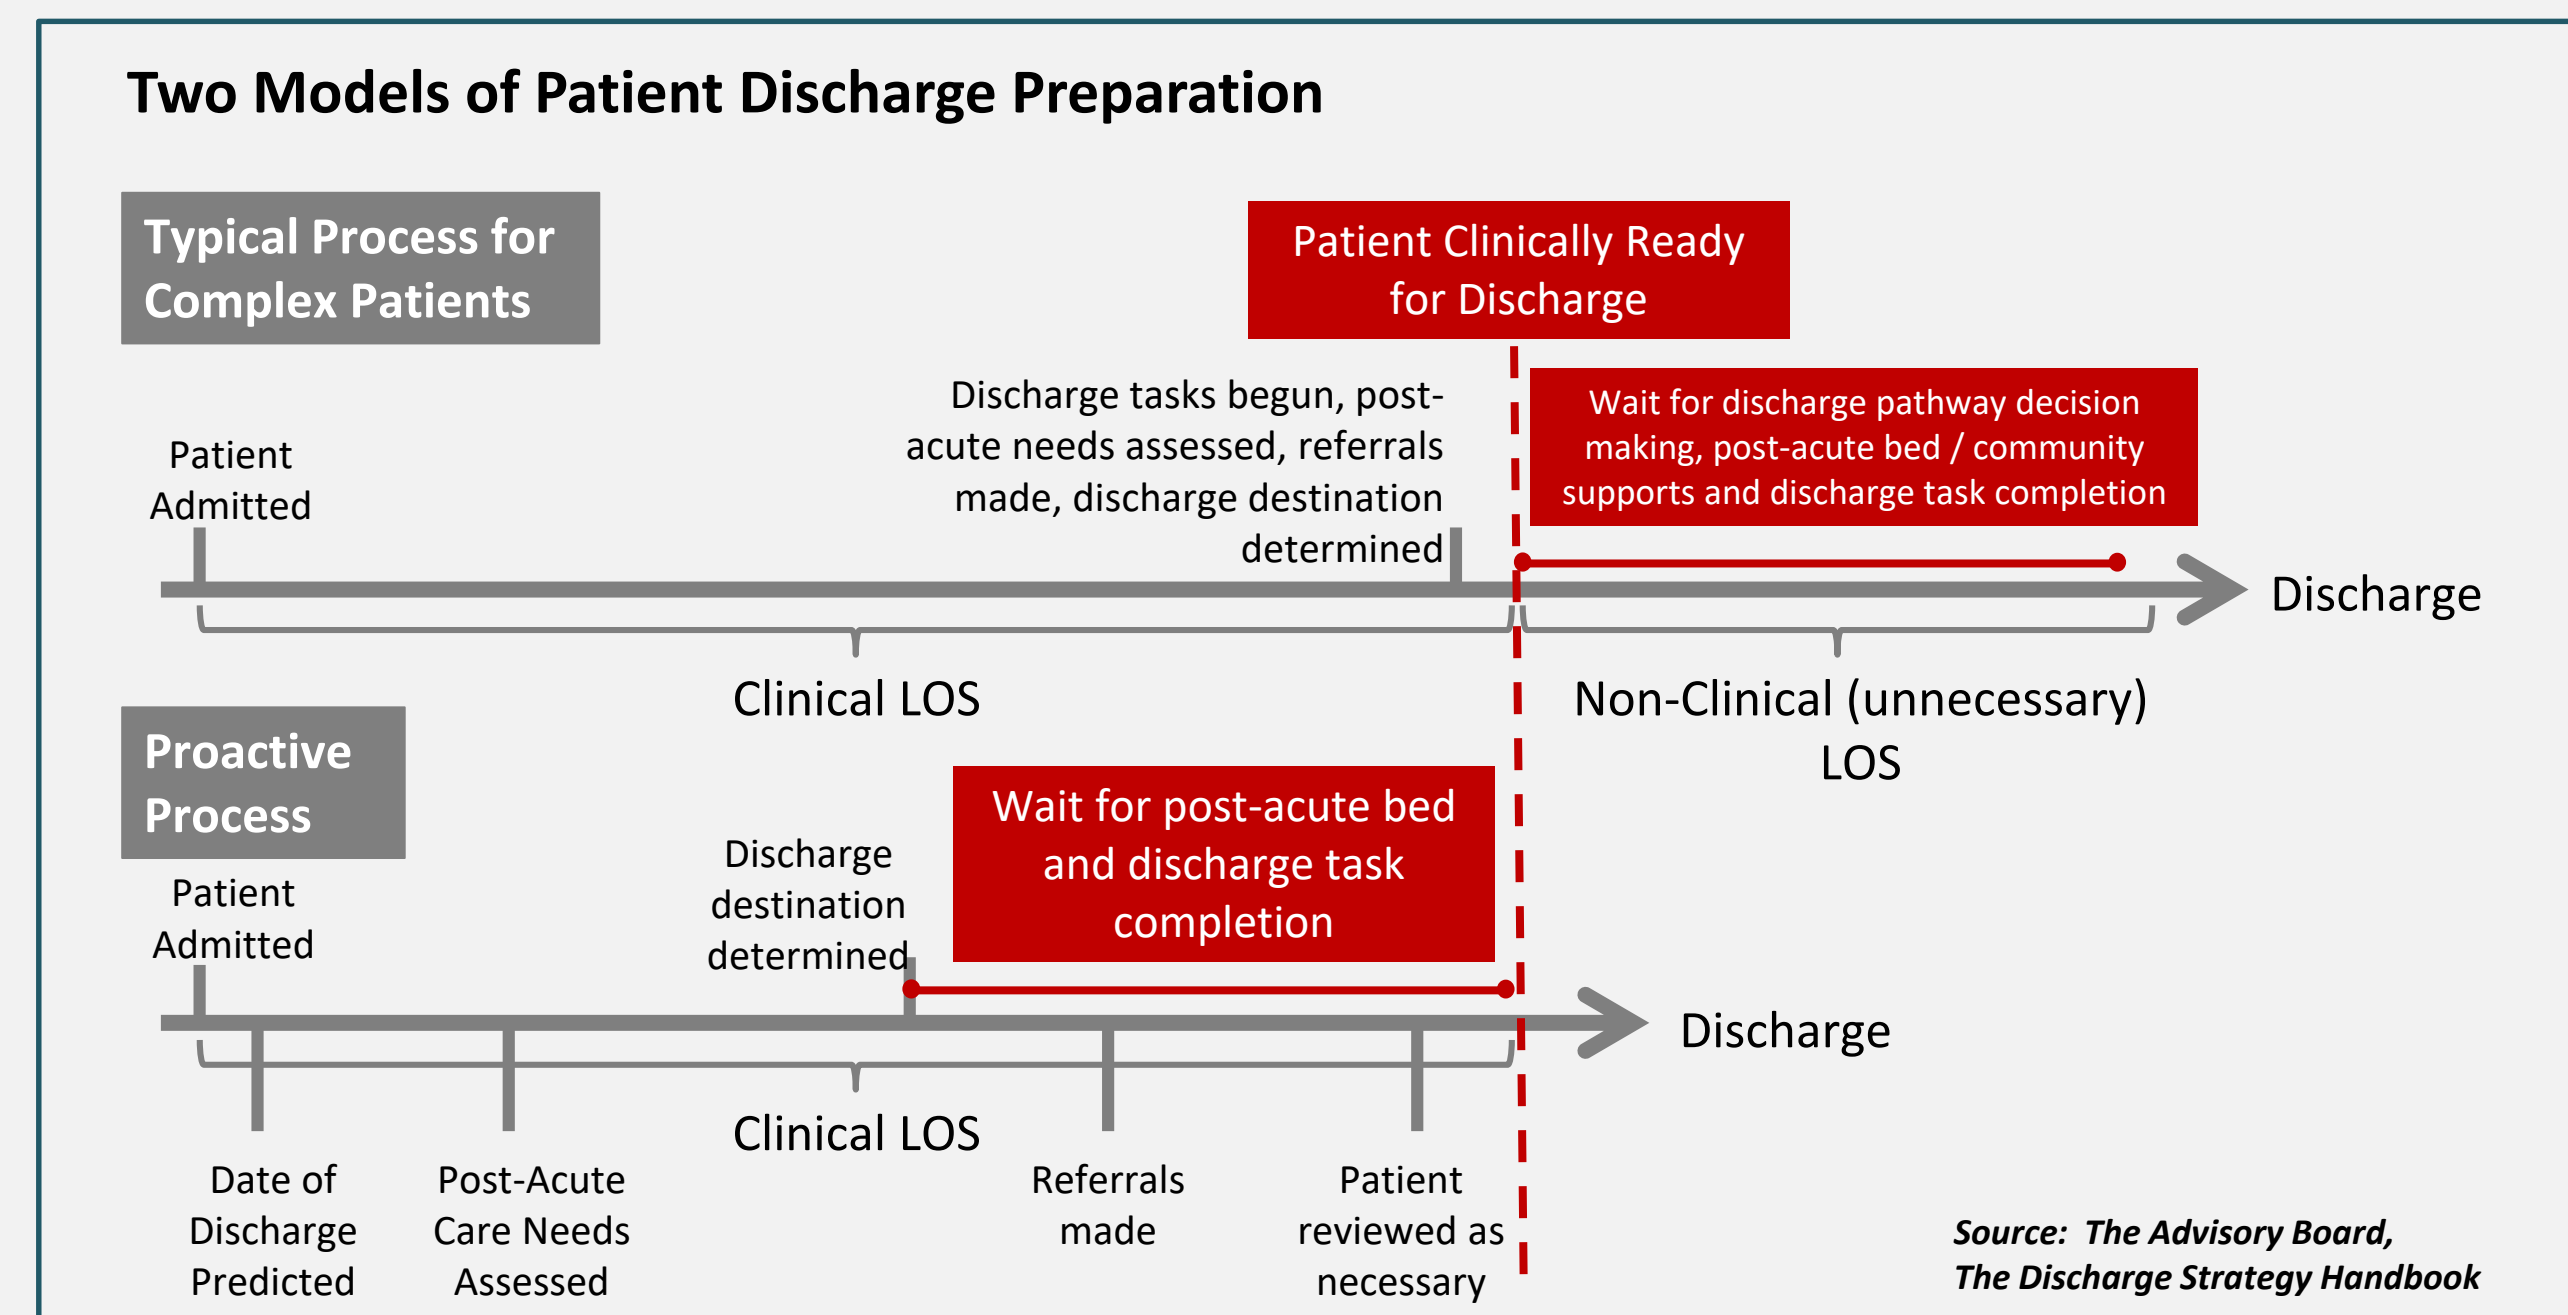 Two Models of Patient Discharge Preparation
Typical Process for
Complex Patients
Patient Clinically Ready
for Discharge
Patient
Admitted
Discharge tasks begun, post-
acute needs assessed, referrals
made, discharge destination
determined
Wait for discharge pathway decision
making, post-acute bed / community
supports and discharge task completion
Discharge
Clinical LOS
Non-Clinical (unnecessary)
LOS
Proactive
Process
Patient
Admitted
Discharge
destination
determined
Wait for post-acute bed
and discharge task
completion
Discharge
Clinical LOS
Date of
Discharge
Predicted
Post-Acute
Care Needs
Assessed
Referrals
made
Patient
reviewed as
necessary
Source: The Advisory Board,
The Discharge Strategy Handbook